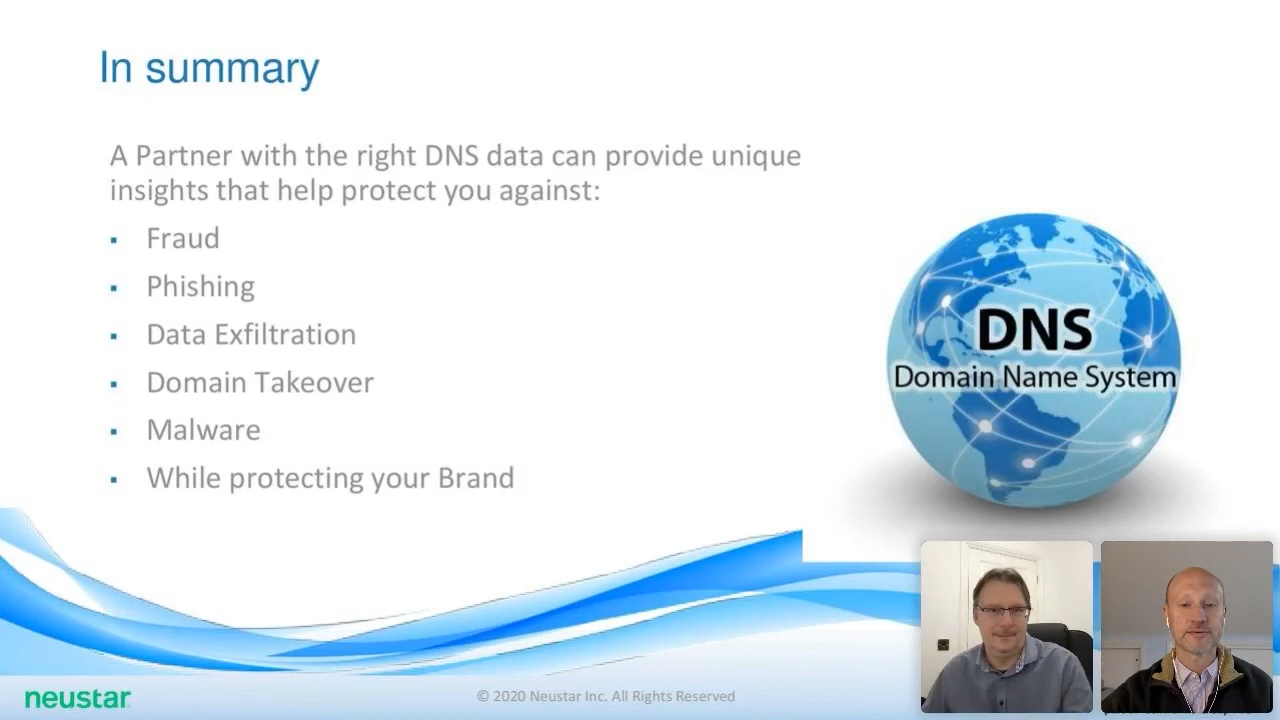 In summary
A Partner with the right DNS data can provide unique
insights that help protect you against:
▪ Fraud
▪ Phishing
▪ Data Exfiltration
▪ Domain Takeover
▪ Malware
▪ While protecting your Brand
DNS
Domain Name System
neustar
© 2020 Neustar Inc. All Rights Reserved